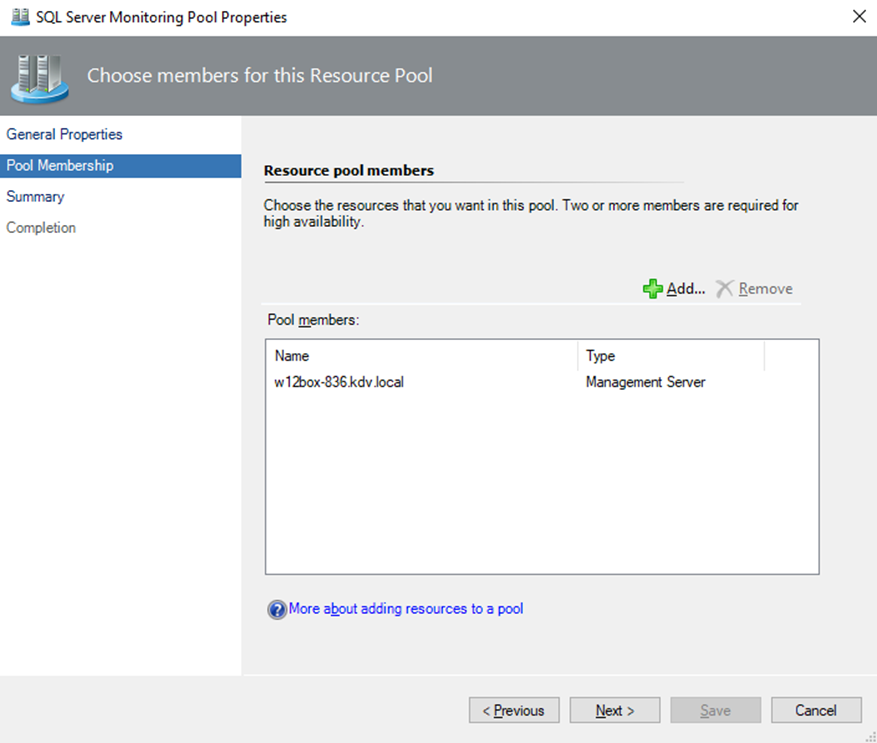 SQL Server Monitoring Pool Properties
Choose members for this Resource Pool
General Properties
Pool Membership
Summary
Completion
Resource pool members
Choose the resources that you want in this pool. Two or more members are required for
high availability.
Add... Remove
Pool members:
Name Type
w12box-836.kdv.local Management Server
?More about adding resources to a pool
< Previous Next > Save Cancel